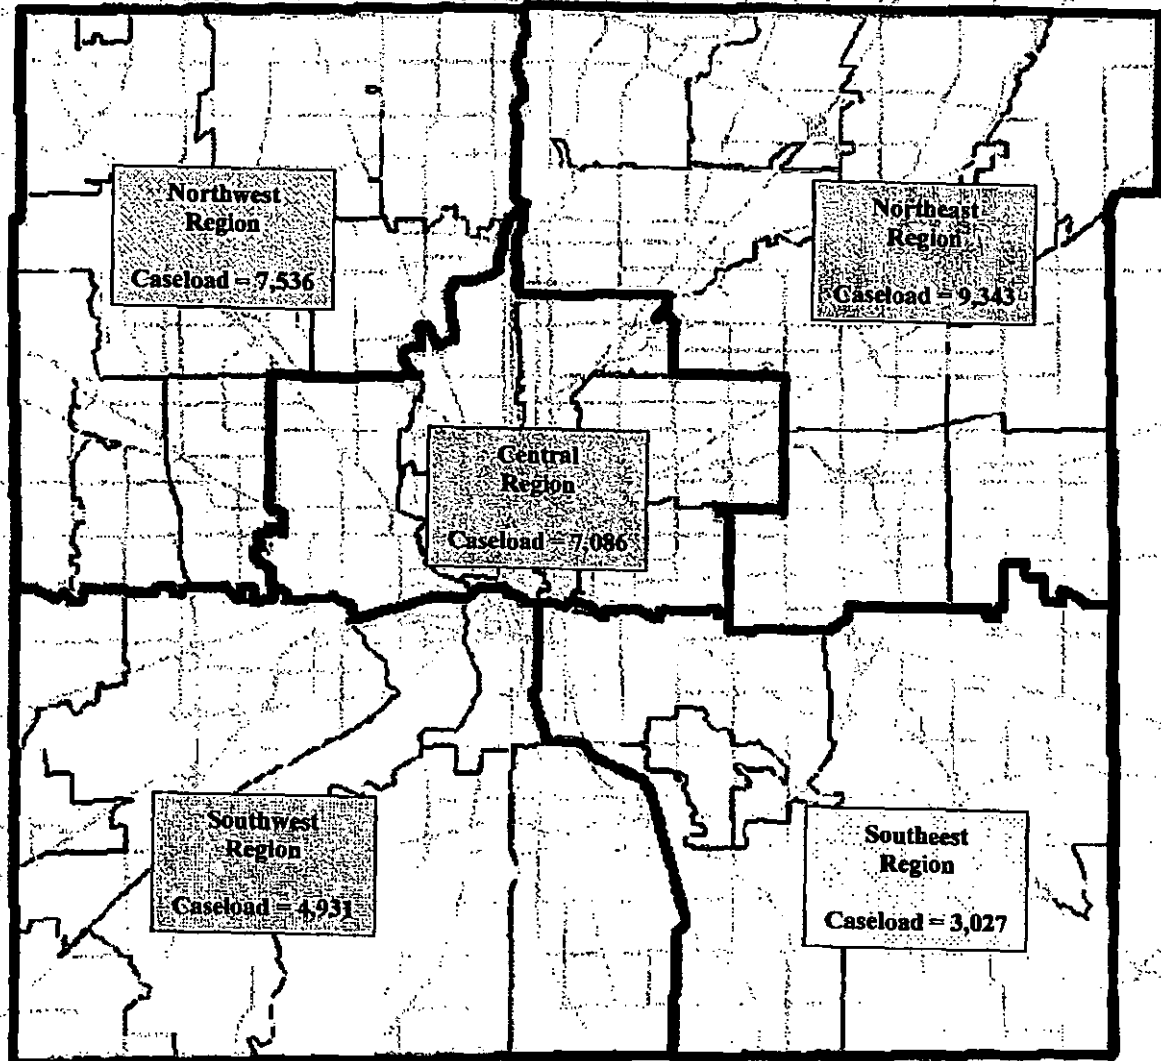 Northwest
Region
Caseload = 7,536
Northeast
Region
Caseload = 9,343
Central
Region
Caseload = 7,086
Southwest
Region
Caseload = 4,931
Southeest
Region
Caseload = 3,027